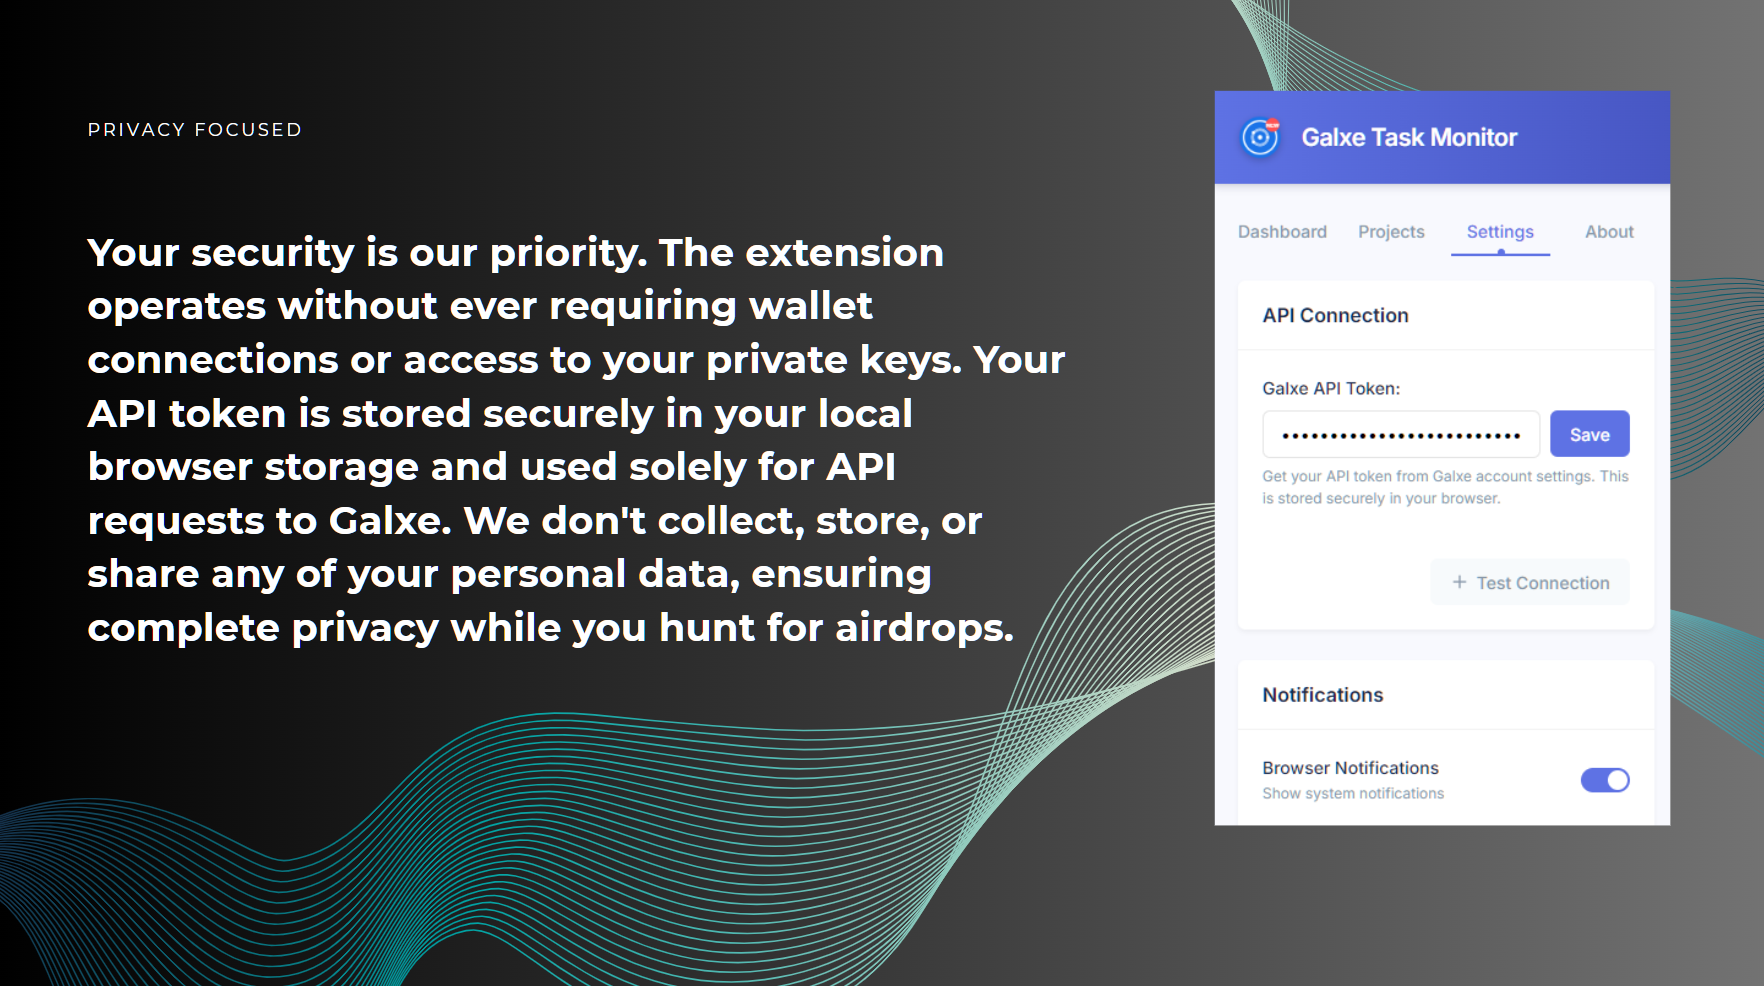 PRIVACY FOCUSED
Your security is our priority. The extension
operates without ever requiring wallet
connections or access to your private keys. Your
API token is stored securely in your local
browser storage and used solely for API
requests to Galxe. We don't collect, store, or
share any of your personal data, ensuring
complete privacy while you hunt for airdrops.
NEW
Galxe Task Monitor
Dashboard Projects Settings About
API Connection
Galxe API Token:
••••••••••••••••••••••••• Save
Get your API token from Galxe account settings. This
is stored securely in your browser.
+ Test Connection
Notifications
Browser Notifications
Show system notifications